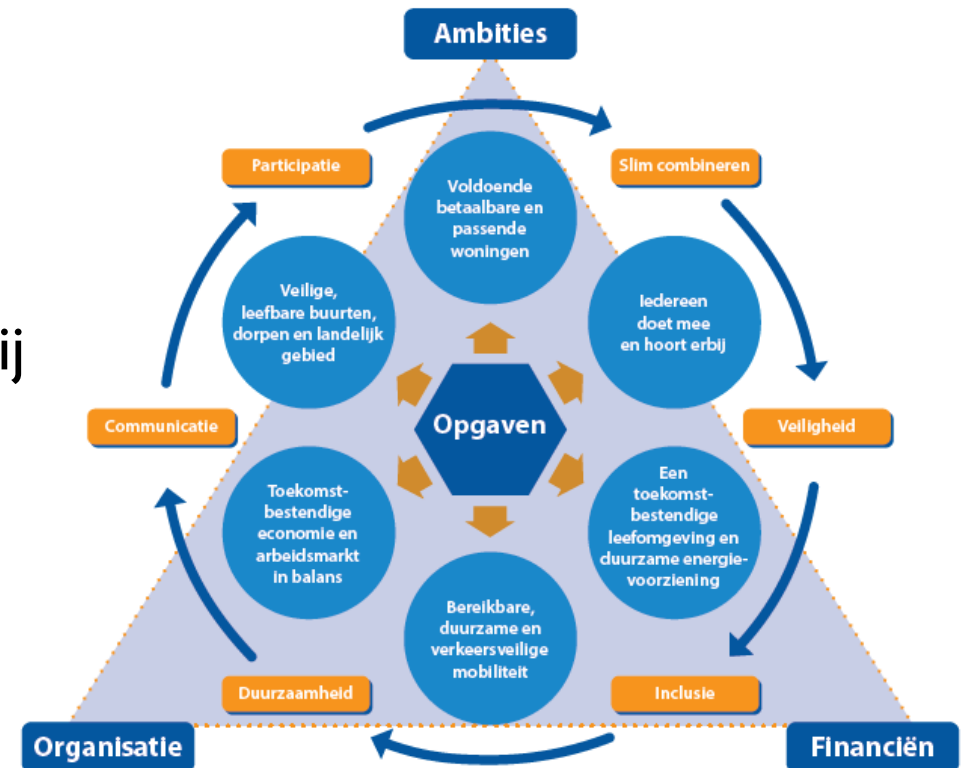 Ambities
Participatie
Slim combineren
Voldoende
betaalbare en
passende
woningen
Veilige,
leefbare buurten,
dorpen en landelijk
gebied
Iedereen
doet mee
en hoort erbij
ij
Opgaven
Communicatie
Veiligheid
Toekomst-
bestendige
economie en
arbeidsmarkt
in balans
Een
toekomst-
bestendige
leefomgeving en
duurzame energie-
voorziening
Bereikbare,
duurzame en
verkeersveilige
mobiliteit
Duurzaamheid
Inclusie
Organisatie
Financiën